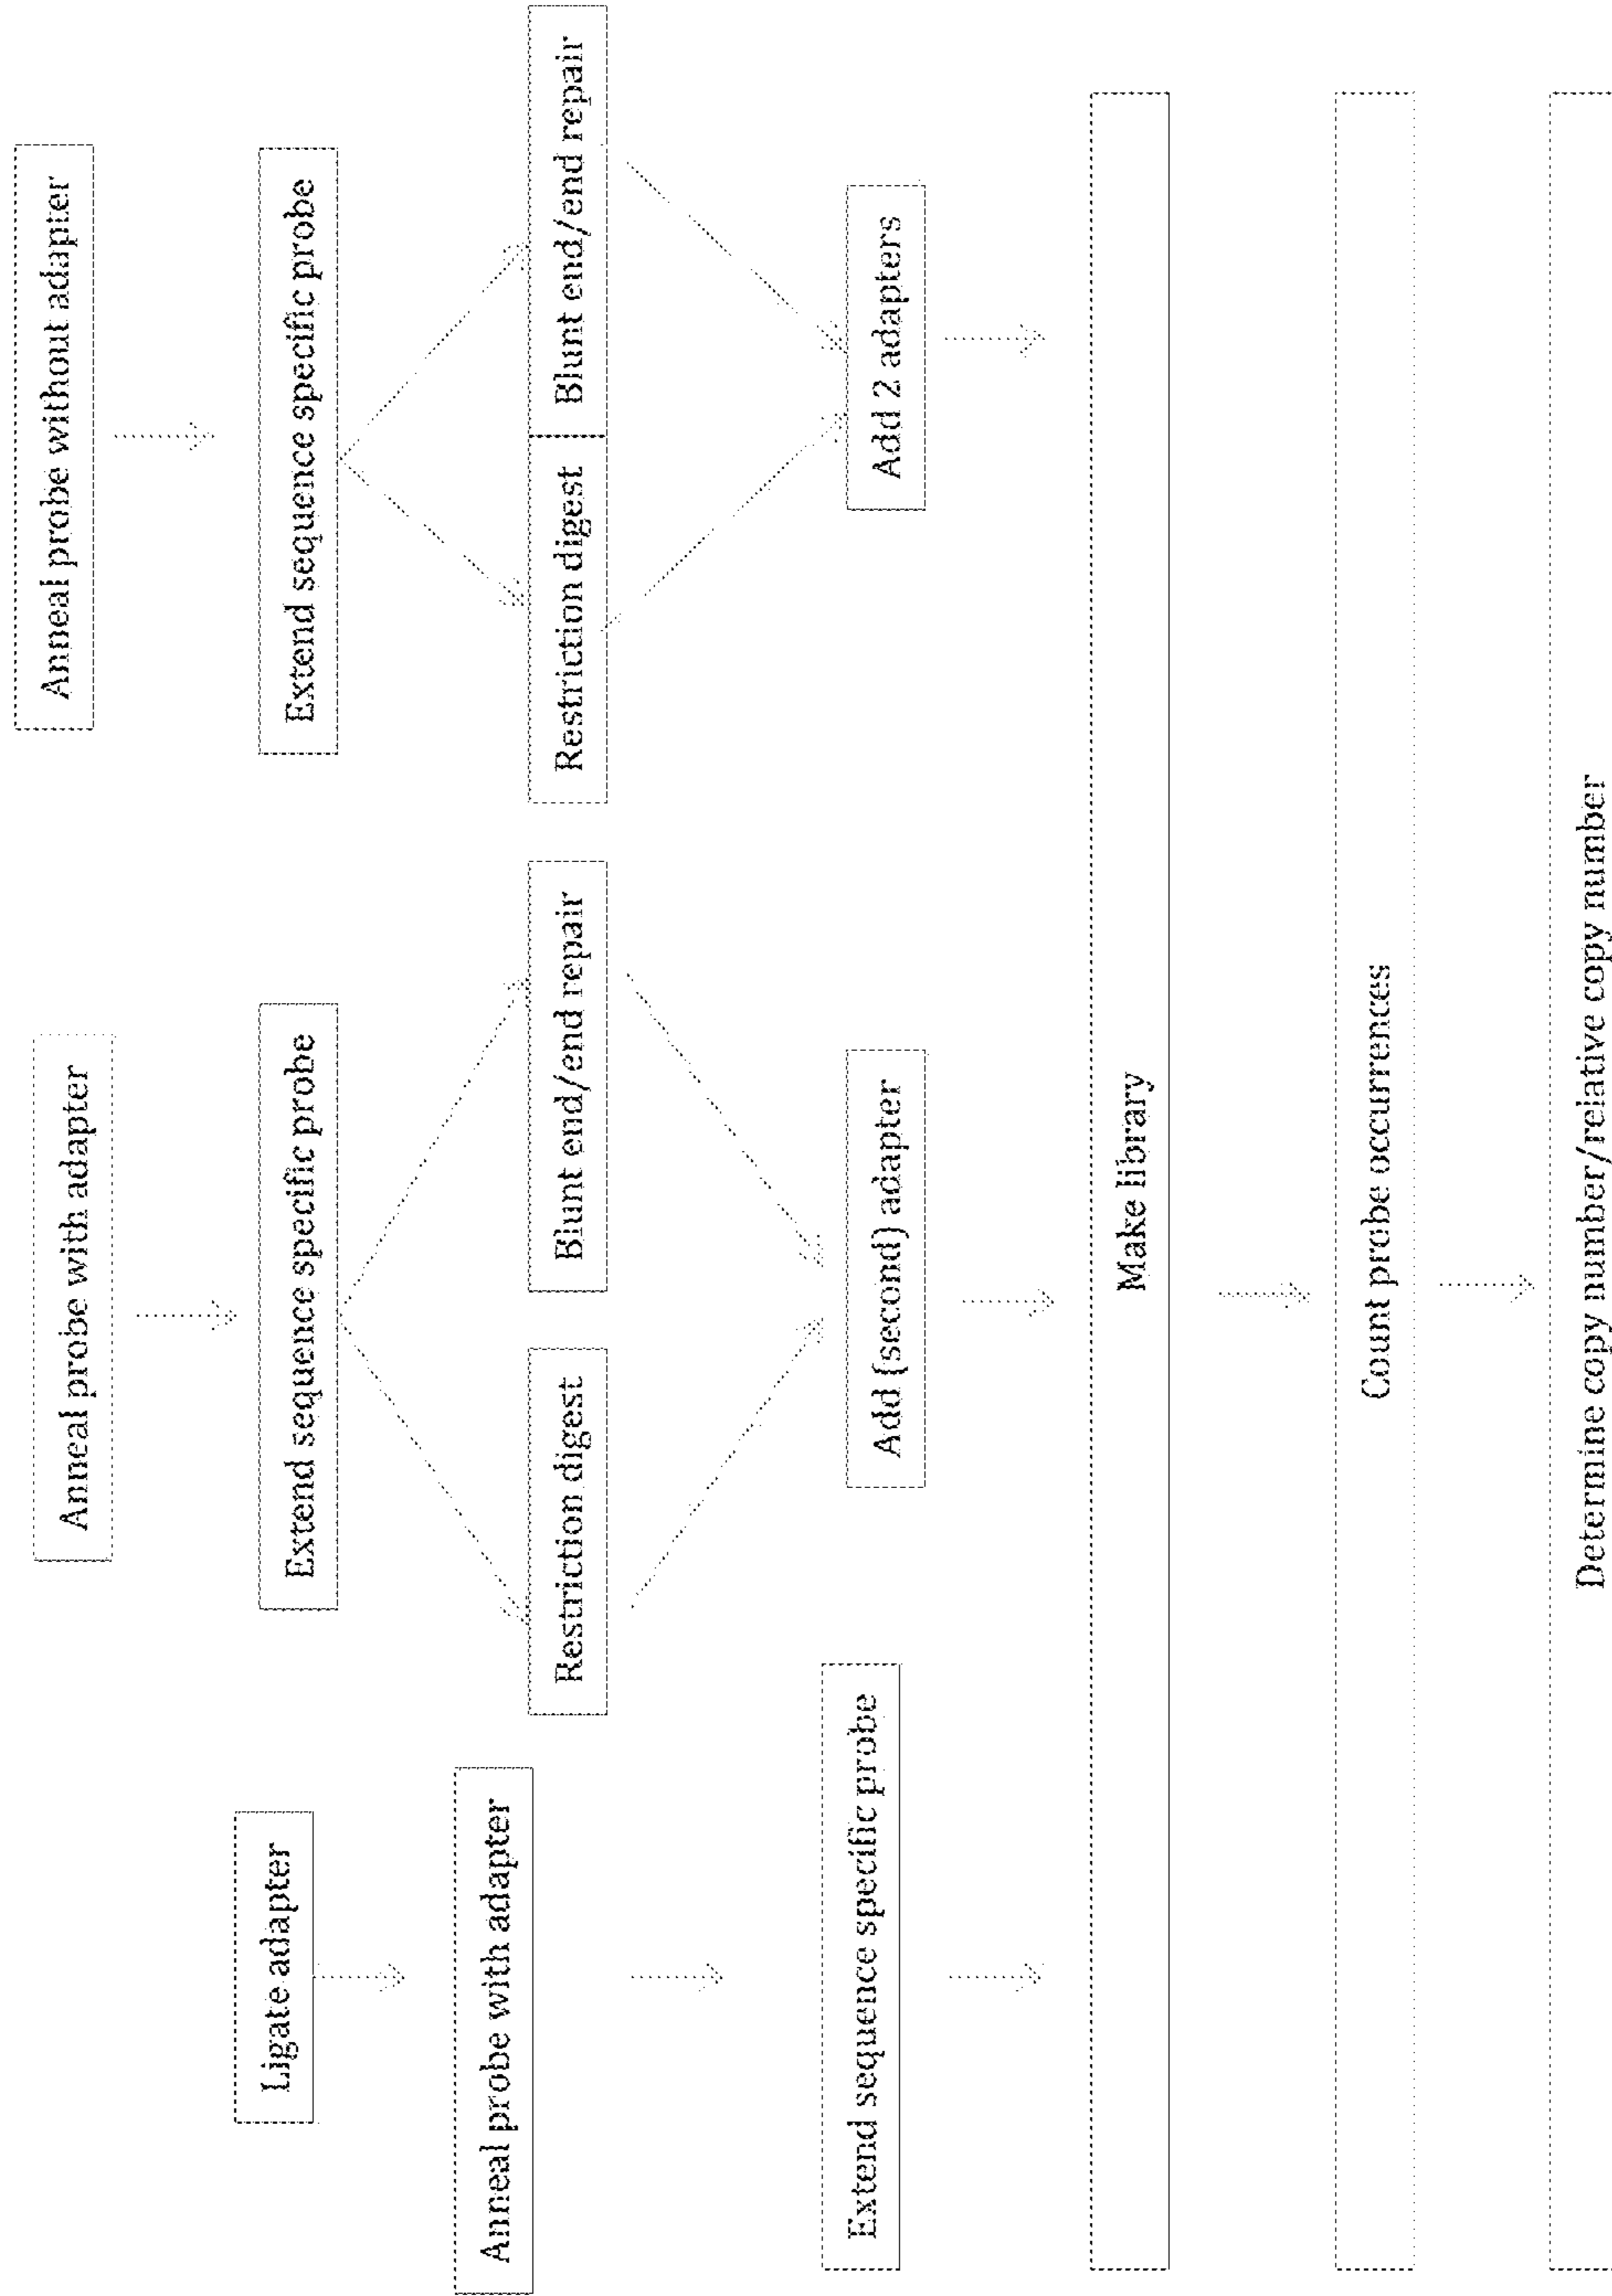 Ligate adapter
Anneal probe with adapter
Extend sequence specific probe
Anneal probe with adapter
Extend sequence specific probe
Restriction digest
Blunt end/end repair
Add (second) adapter
Anneal probe without adapter
Extend sequence specific probe
Restriction digest
Blunt end/end repair
Add 2 adapters
Make library
Count probe occurrences
Determine copy number/relative copy number